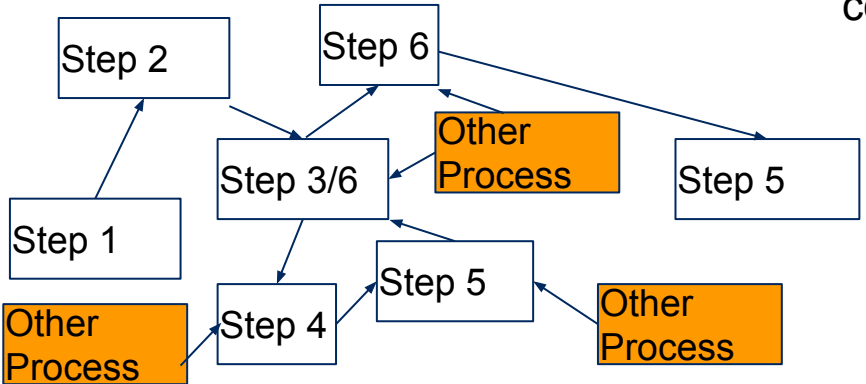 Step 2
Step 6
Other
Process
Step 3/6
Step 5
Step 1
Step 5
Other
Process
Step 4
Other
Process